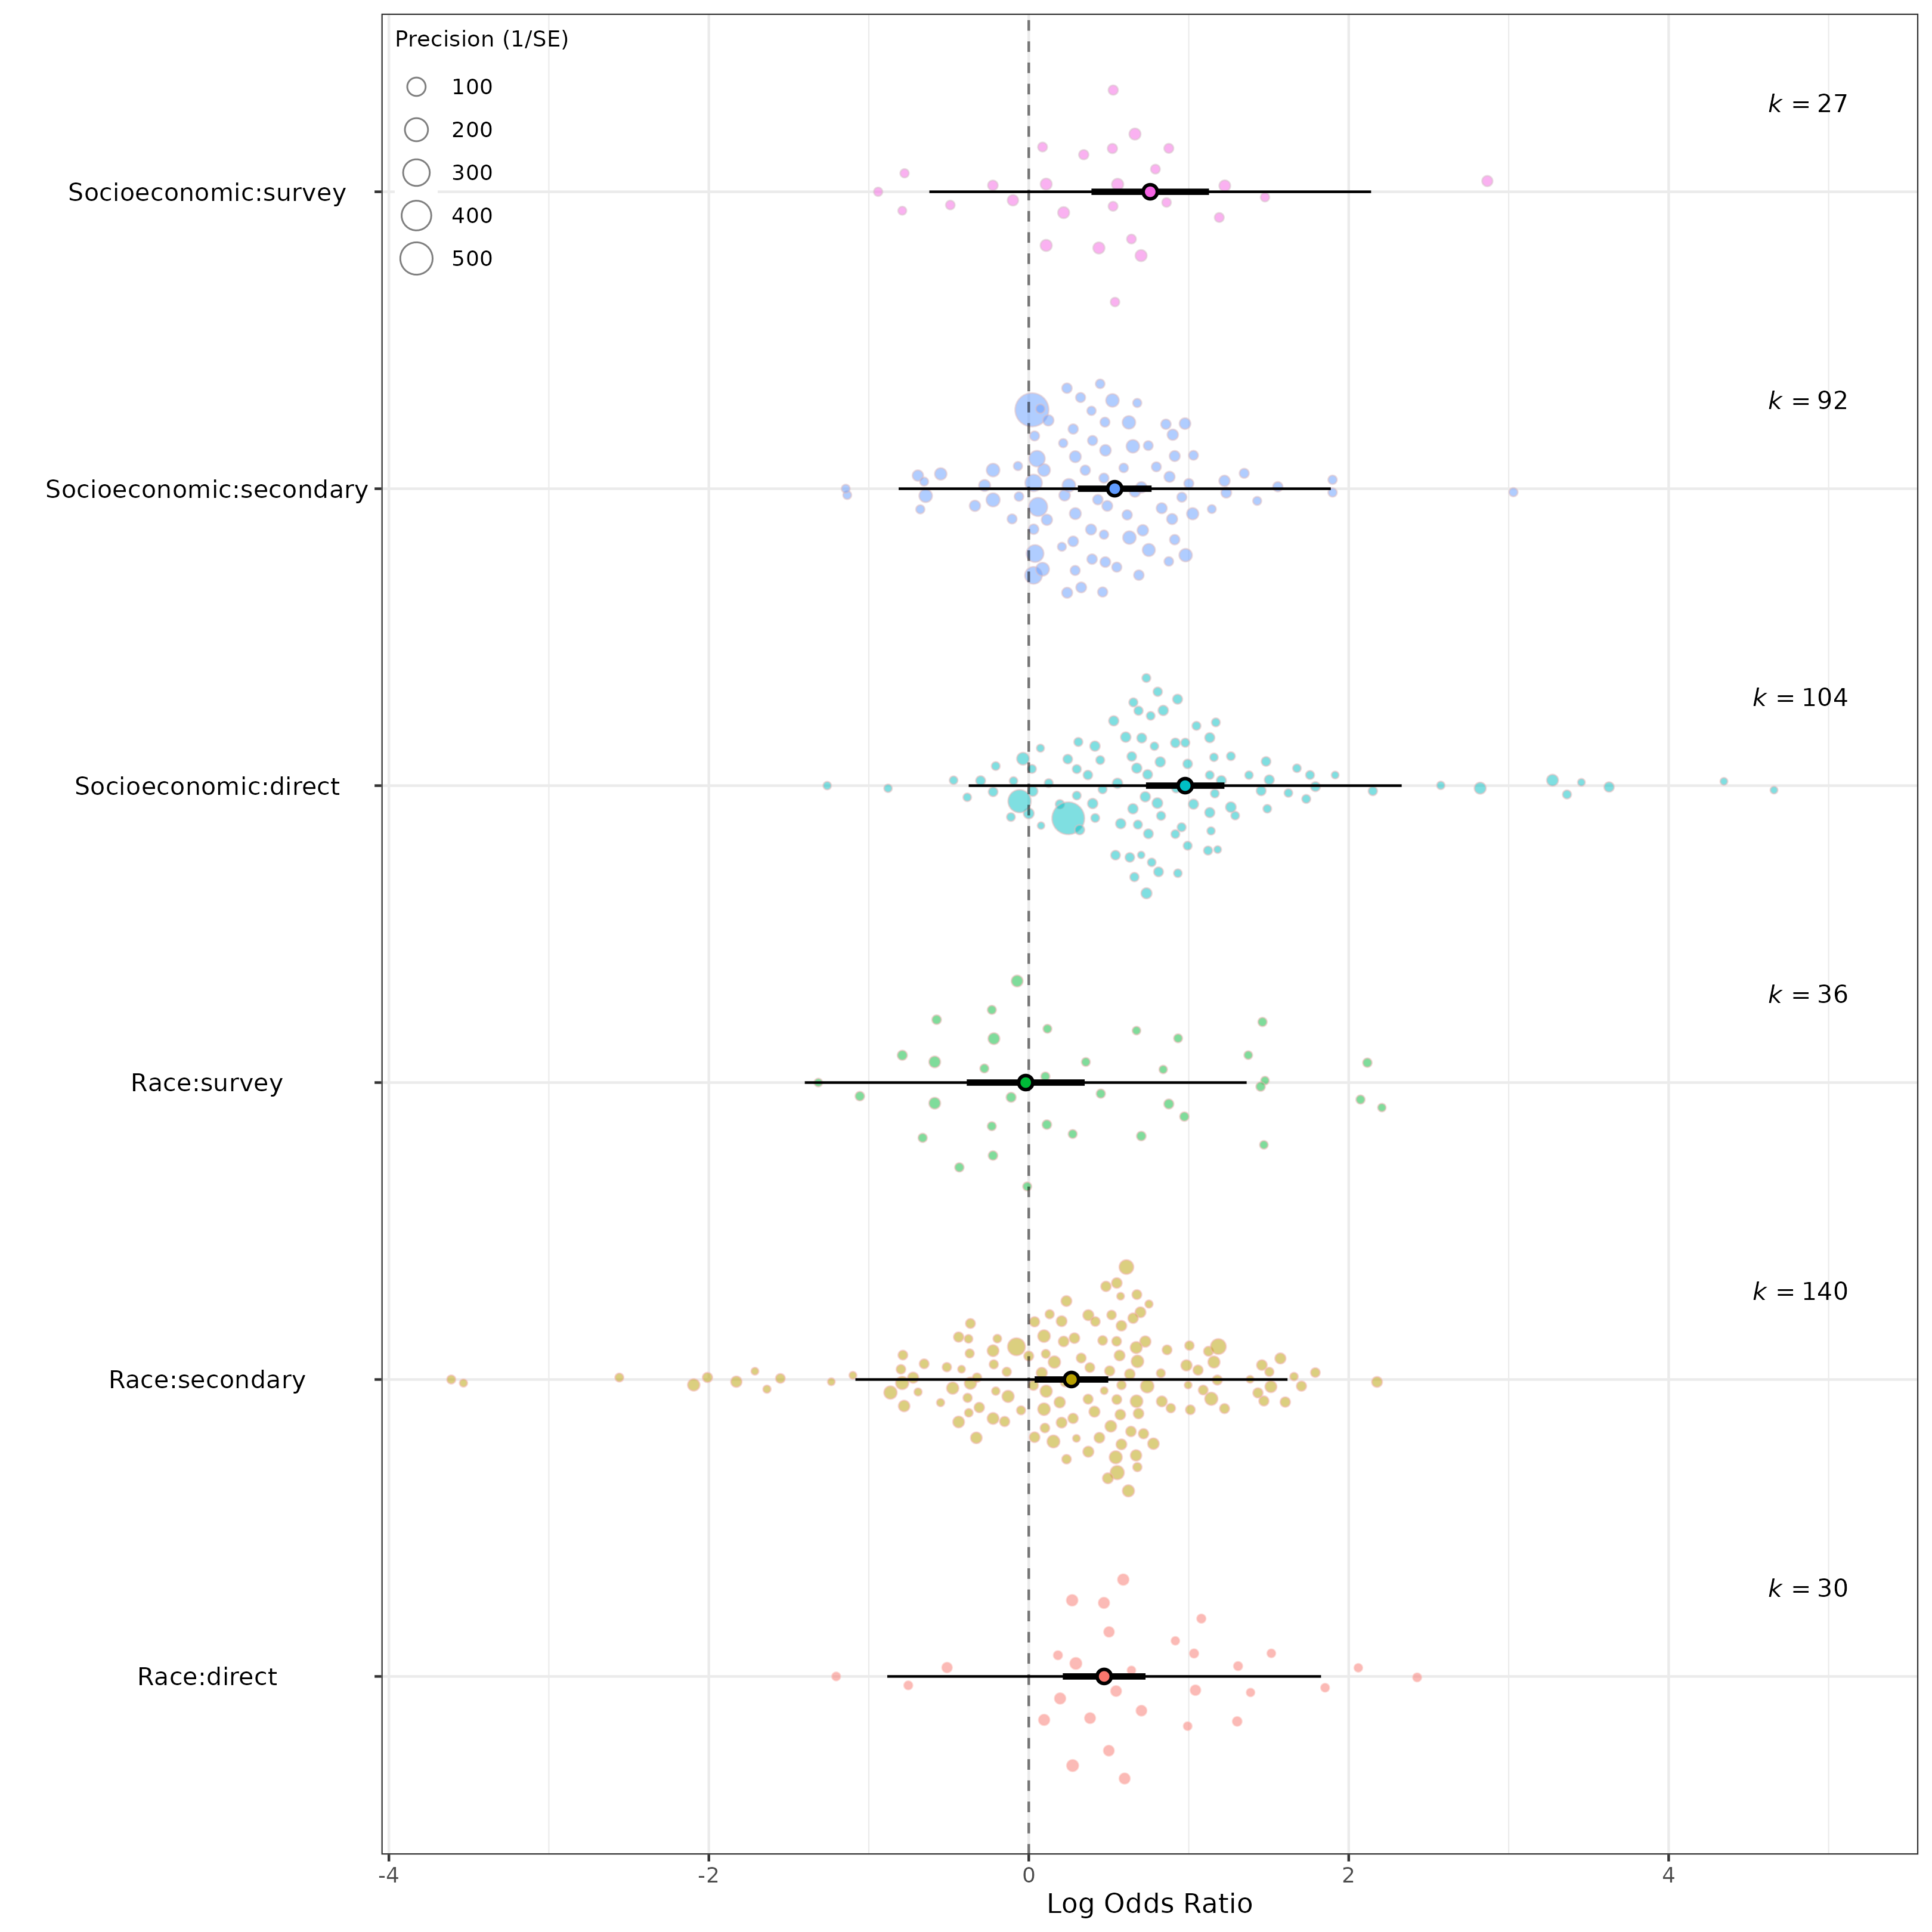 Precision (1/SE)
100
200
300
400
500
k = 27
Socioeconomic:survey
k = 92
Socioeconomic:secondary
k = 104
Socioeconomic:direct
k = 36
Race:survey
k = 140
Race:secondary
k = 30
Race:direct
-4 -2 0 2 4
Log Odds Ratio